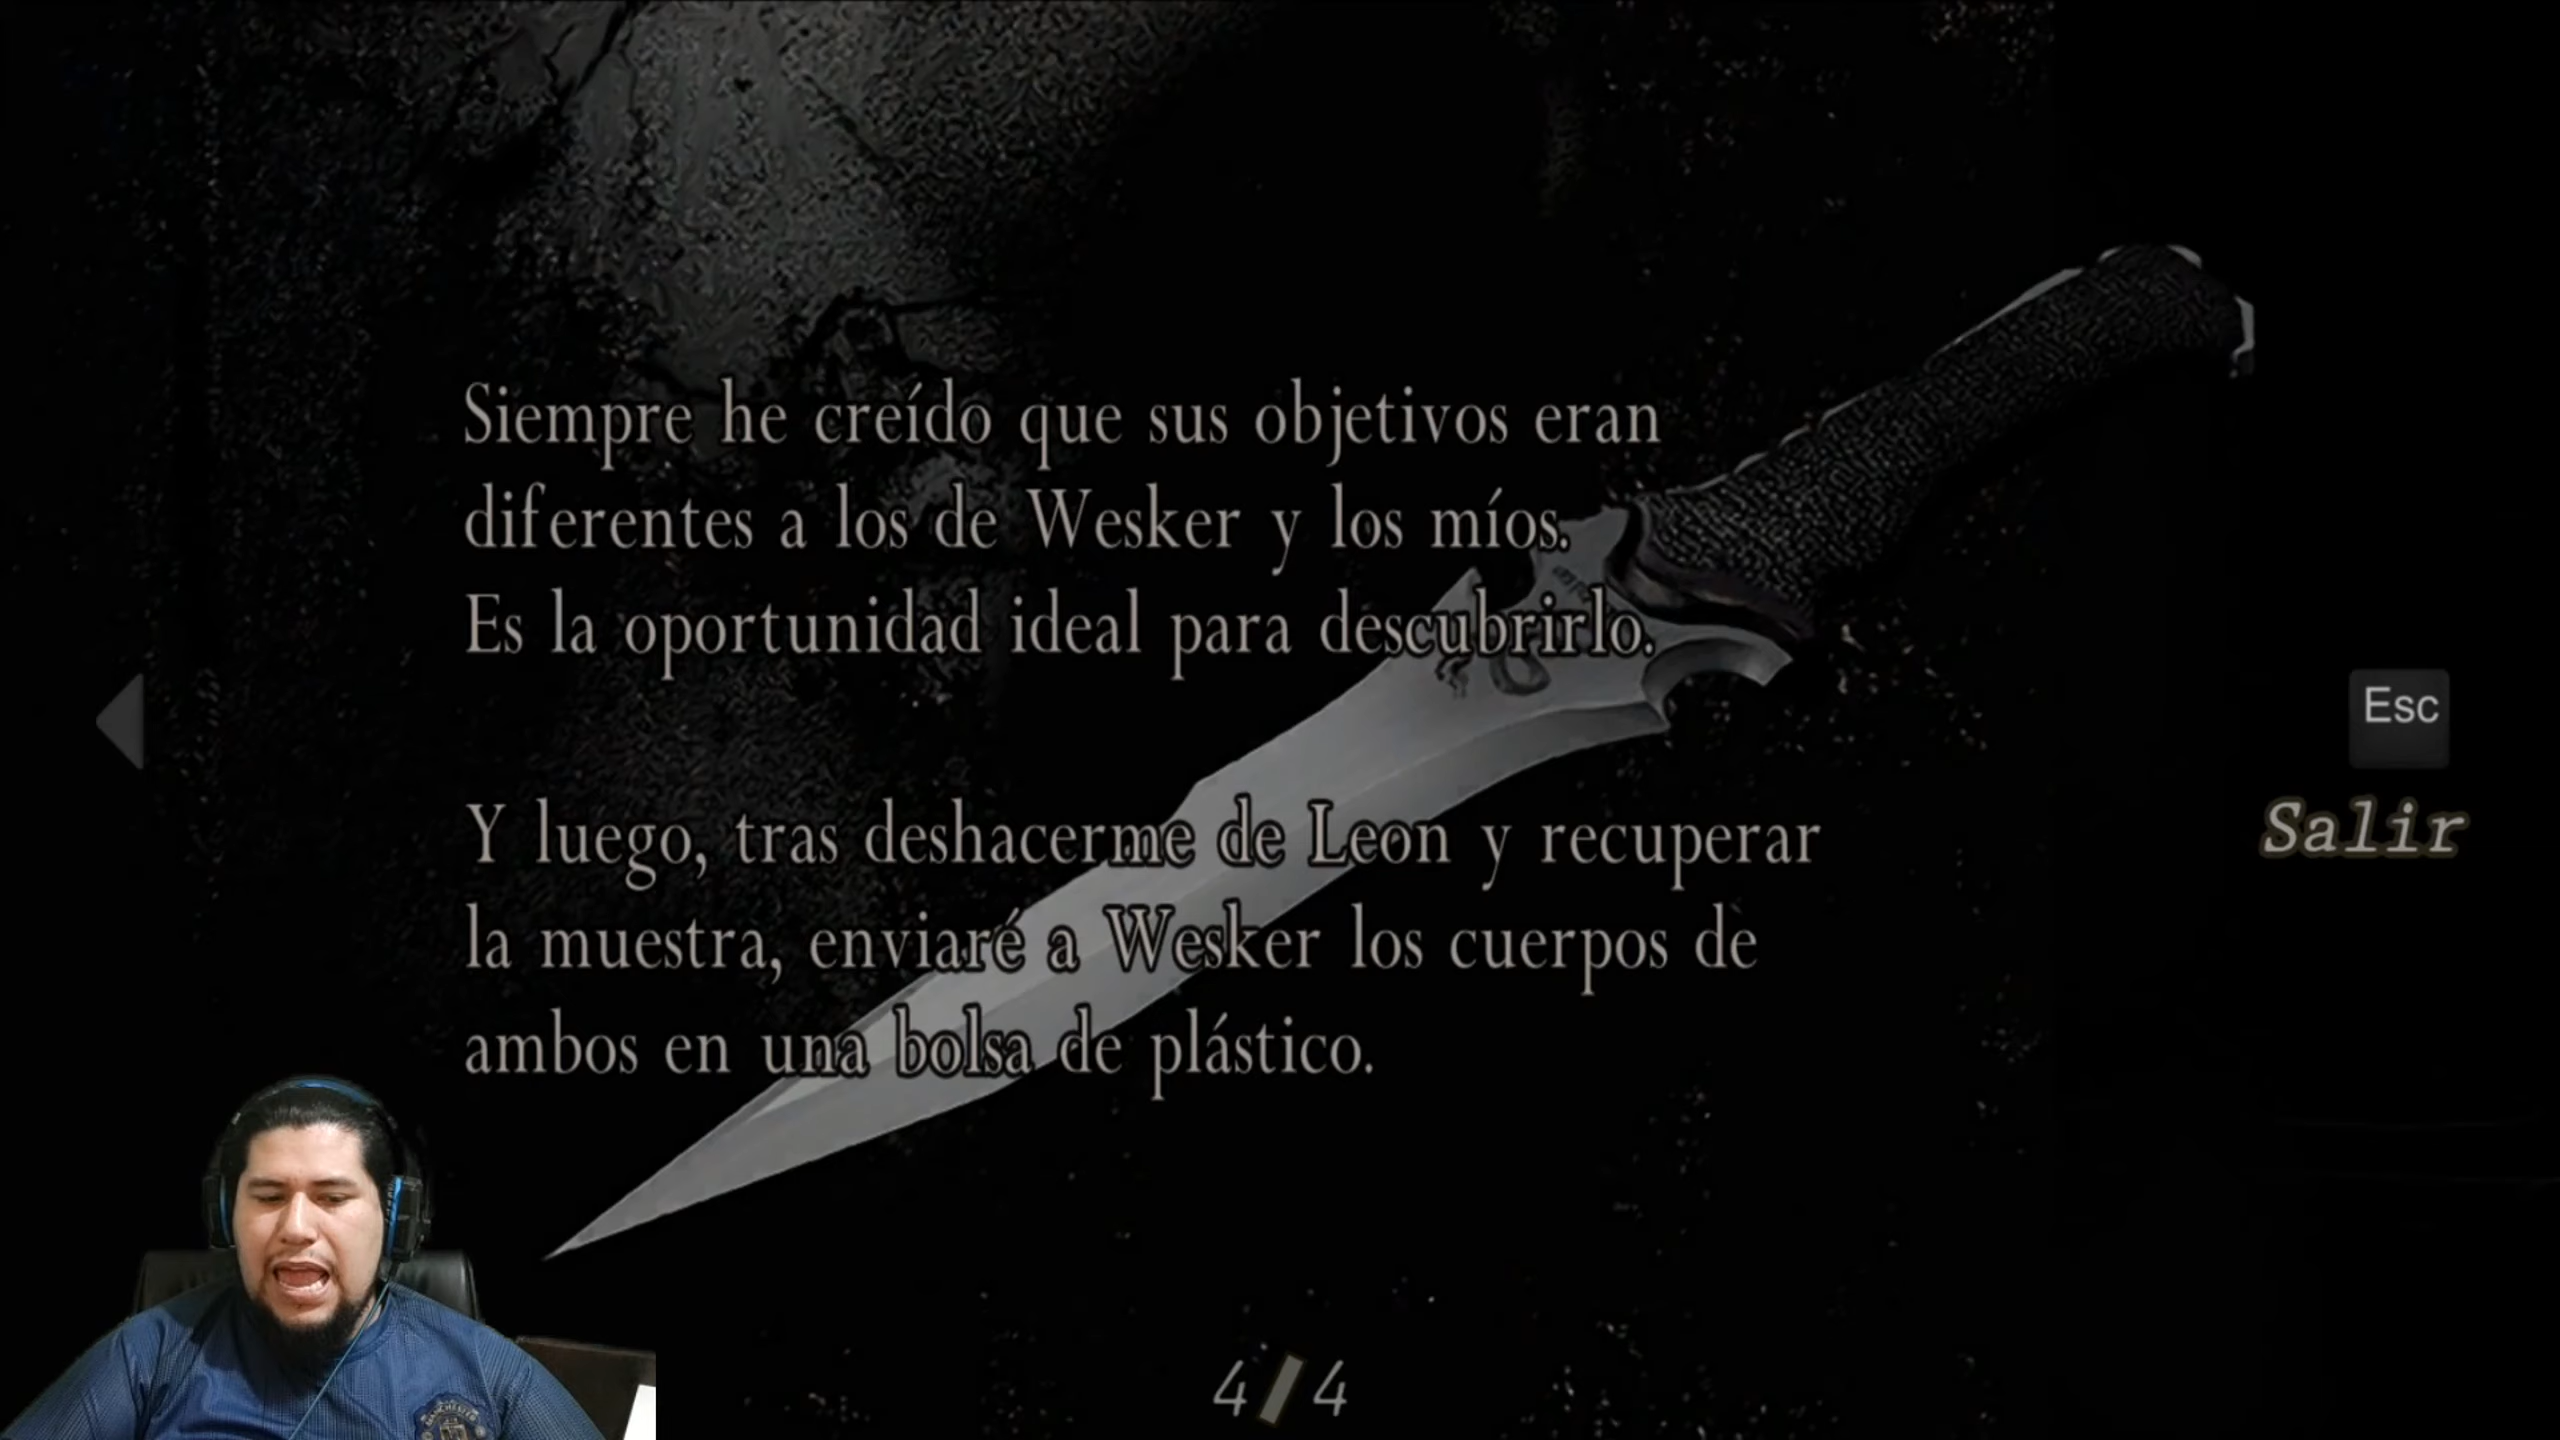 Siempre he creído que sus objetivos eran
diferentes a los de Wesker y los míos.
Es la oportunidad ideal para descubrirlo.
Y luego, tras deshacerme de Leon y recuperar
la muestra, enviaré a Wesker los cuerpos de
ambos en una bolsa de plástico.
Esc
Salir
4/4